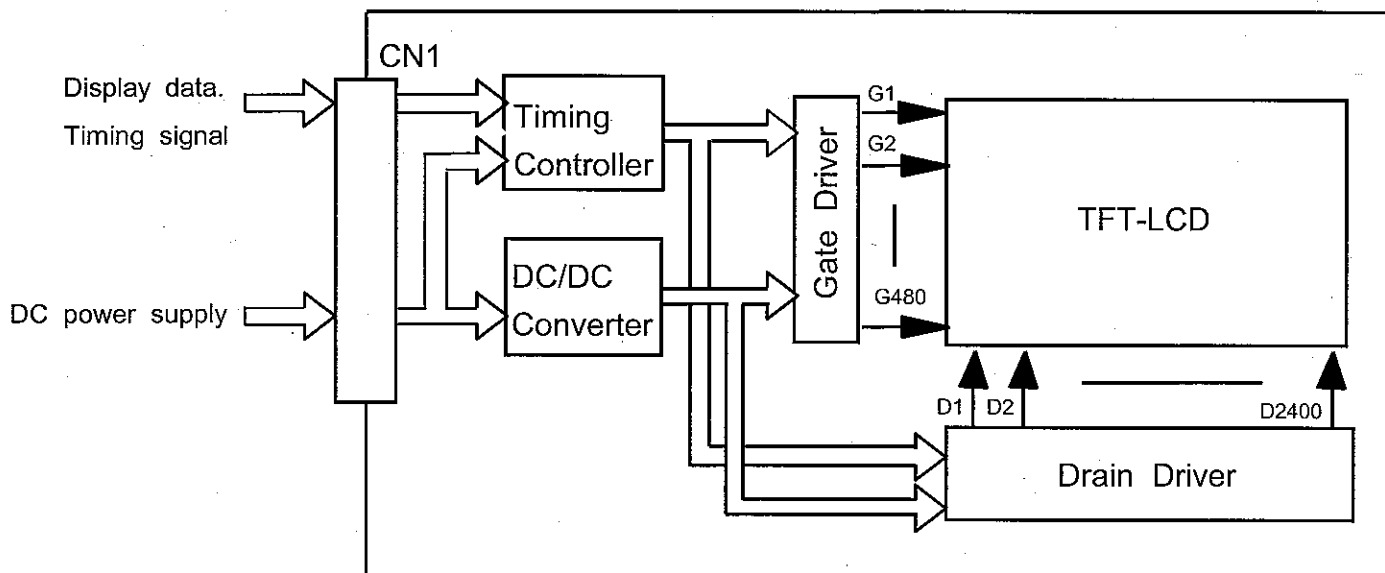 CN1
Display data.
Timing signal
DC power supply
Timing
Controller
DC/DC
Converter
Gate Driver
G1
G2
G480
TFT-LCD
D1
D2
D2400
Drain Driver